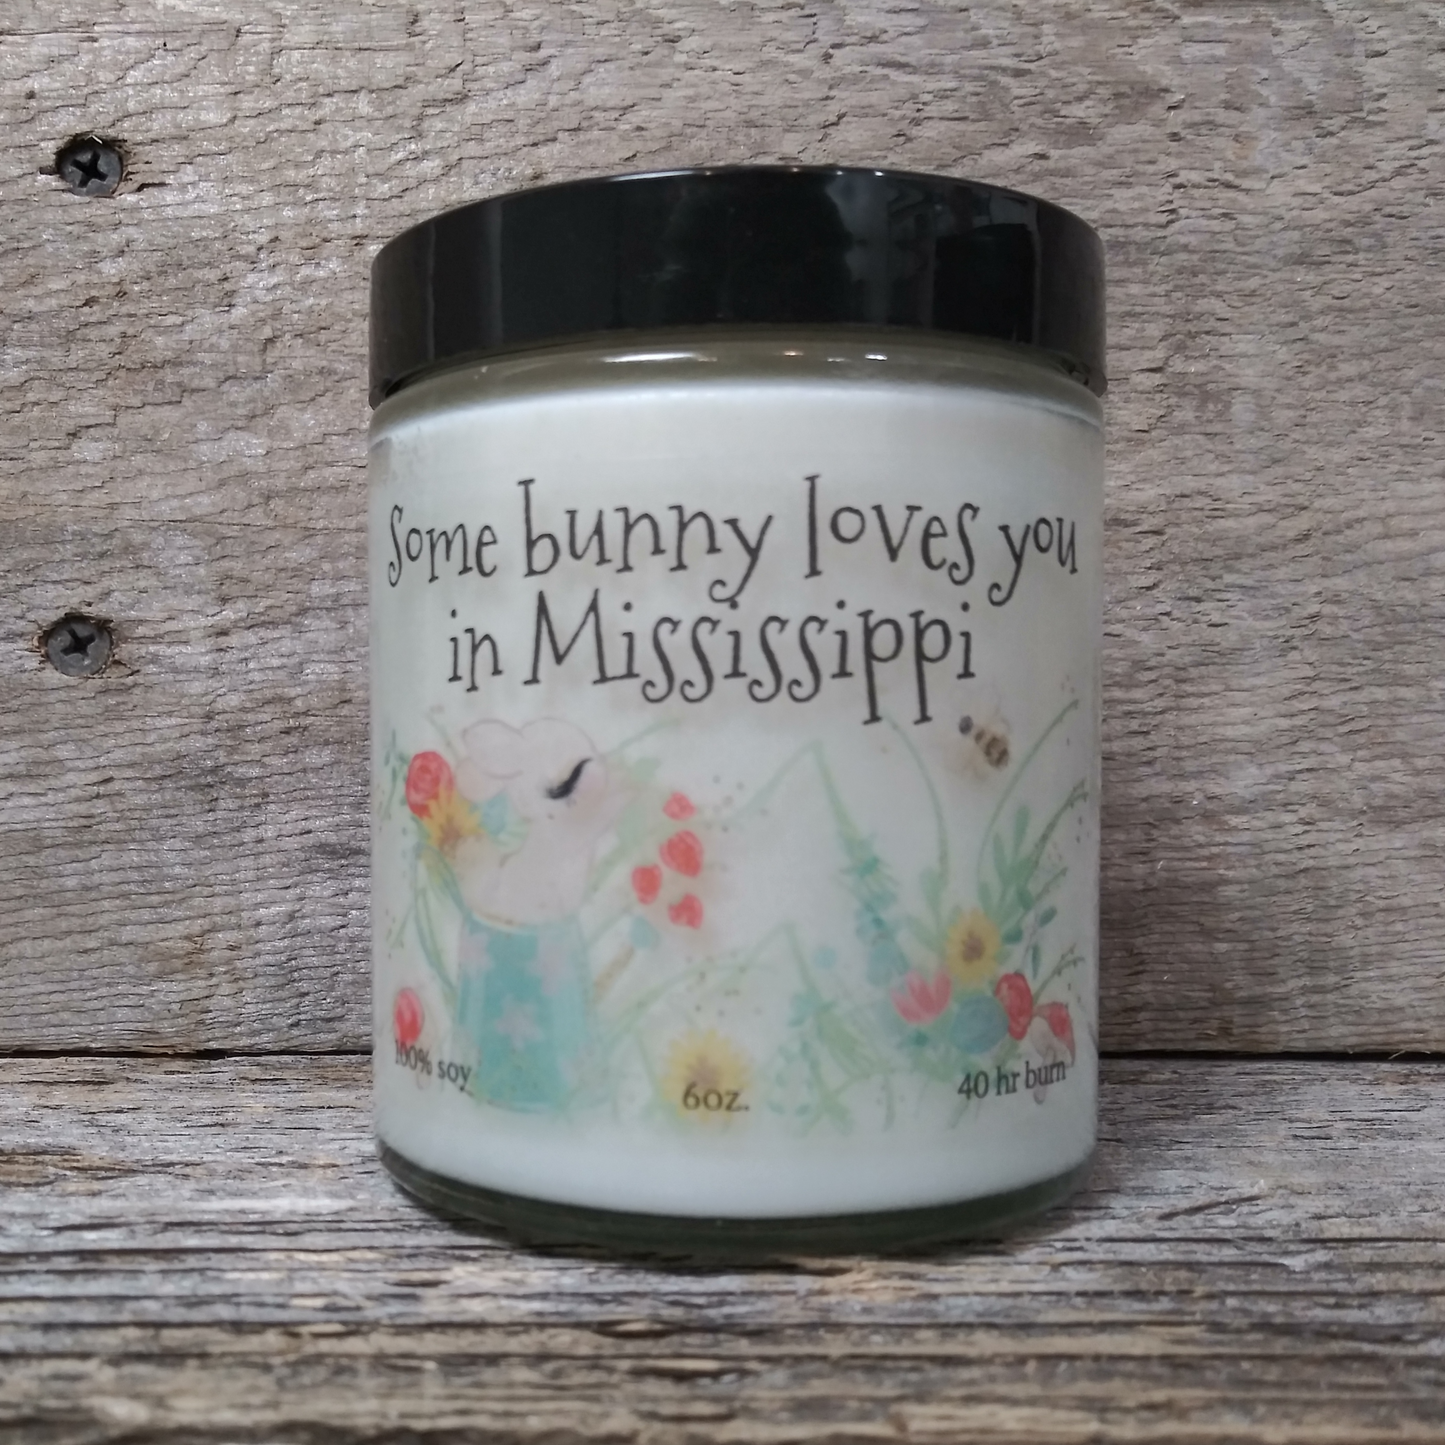 Some bunny loves you
in Mississippi
100% soy
6oz.
40 hr burn